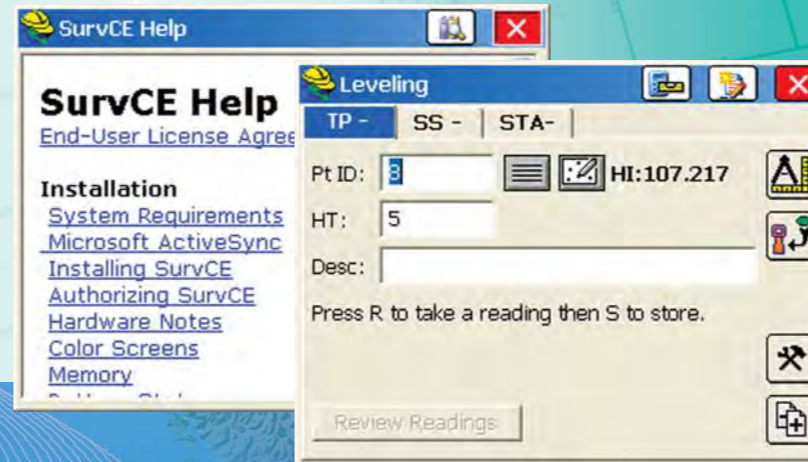 SurvCE Help
SurvCE Help
End-User License Agree
Installation
System Requirements
Microsoft ActiveSync
Installing SurvCE
Authorizing SurvCE
Hardware Notes
Color Screens
Memory
Leveling
TP -
SS -
STA-
Pt ID: 8
HI:107.217
HT: 5
Desc:
Press R to take a reading then S to store.
Review Readings